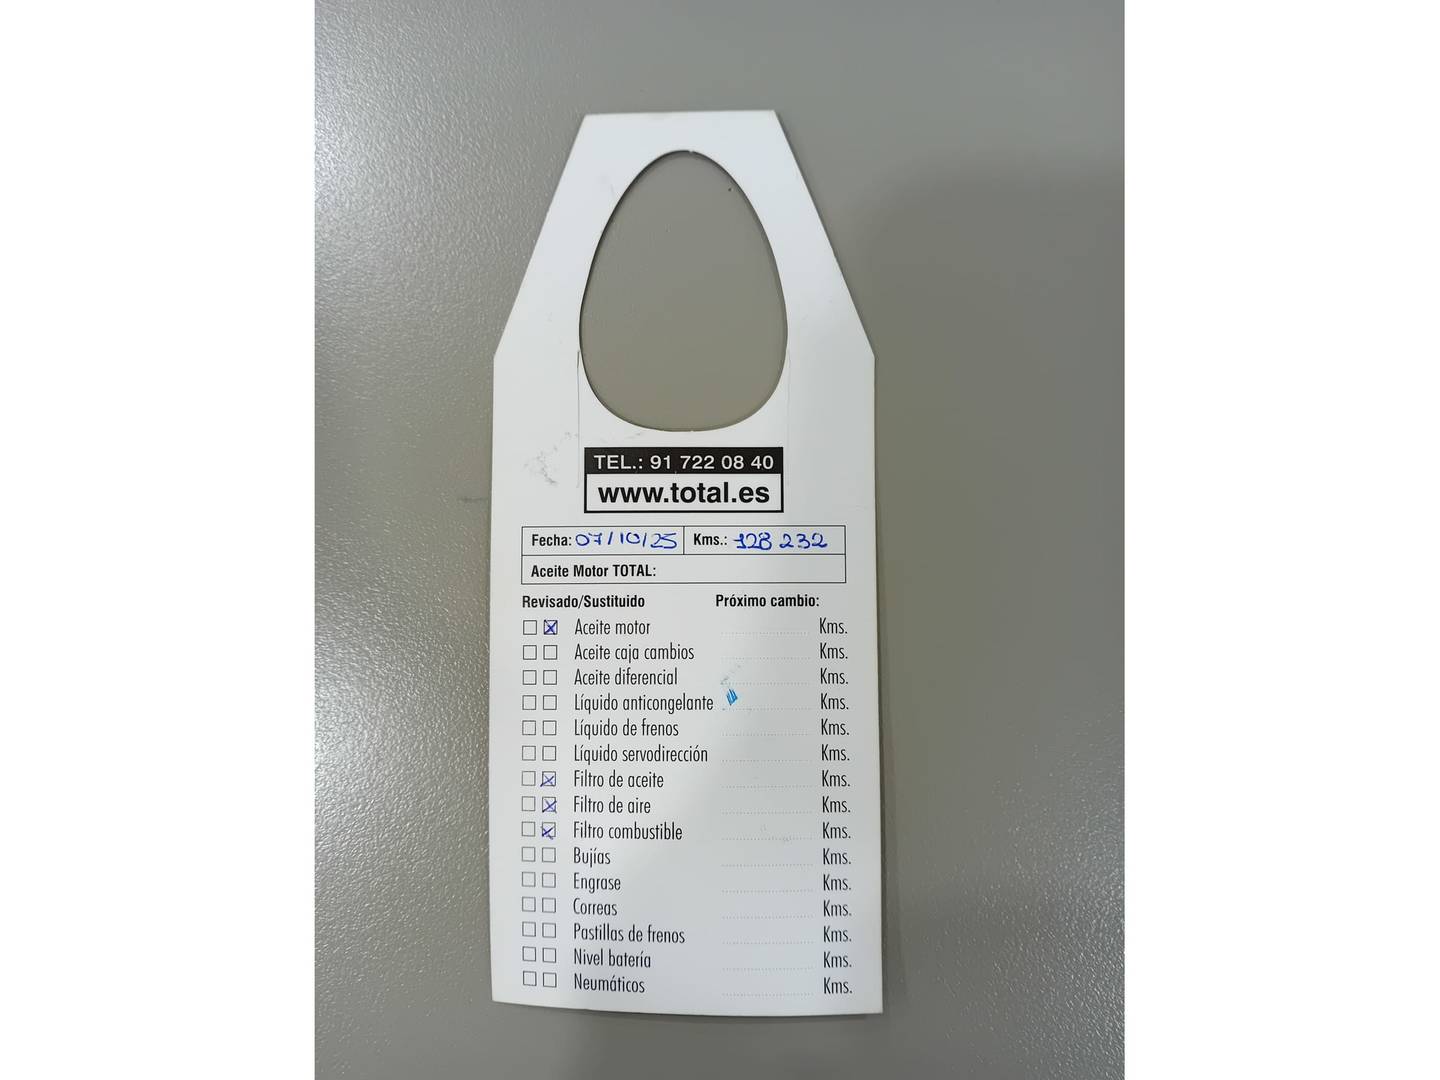 TEL.: 91 722 08 40
www.total.es
Fecha: 07/10/25 Kms.: 128 232
Aceite Motor TOTAL:
Revisado/Sustituido Próximo cambio:
Aceite motor Kms.
Aceite caja cambios Kms.
Aceite diferencial Kms.
Líquido anticongelante Kms.
Líquido de frenos Kms.
Líquido servodirección Kms.
Filtro de aceite Kms.
Filtro de aire Kms.
Filtro combustible Kms.
Bujías Kms.
Engrase Kms.
Correas Kms.
Pastillas de frenos Kms.
Nivel batería Kms.
Neumáticos Kms.